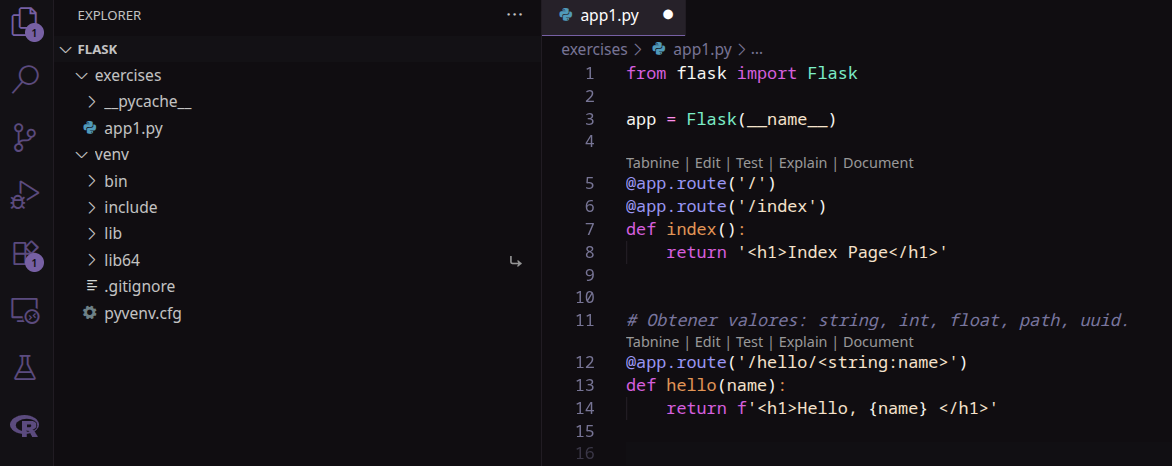 EXPLORER
FLASK
exercises
__pycache__
app1.py
venv
bin
include
lib
lib64
.gitignore
pyvenv.cfg
1
1
app1.py
exercises > app1.py > ...
1 from flask import Flask
2
3 app = Flask(__name__)
4
Tabnine | Edit | Test | Explain | Document
5 @app.route('/')
6 @app.route('/index')
7 def index():
8     return '<h1>Index Page</h1>'
9
10
11 # Obtener valores: string, int, float, path, uuid.
Tabnine | Edit | Test | Explain | Document
12 @app.route('/hello/<string:name>')
13 def hello(name):
14     return f'<h1>Hello, {name} </h1>'
15
16
R